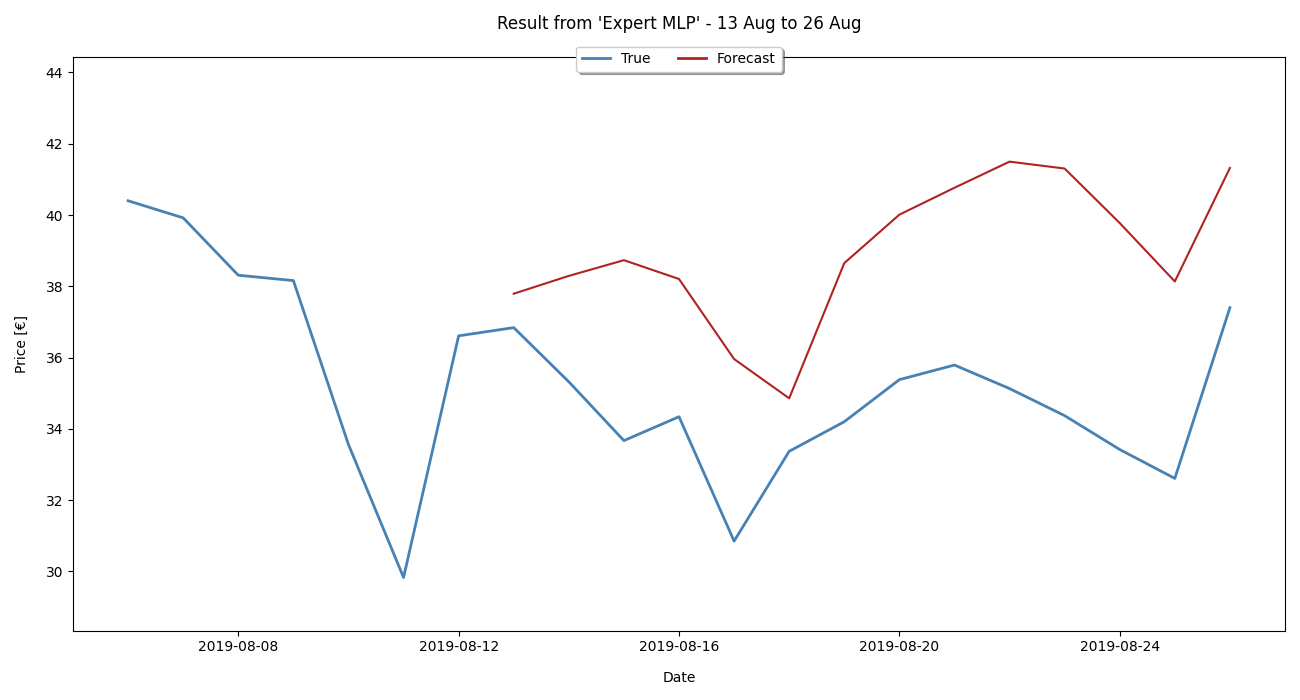 Result from 'Expert MLP' - 13 Aug to 26 Aug
True Forecast
44
42
40
38
36
34
32
30
Price [€]
2019-08-08 2019-08-12 2019-08-16 2019-08-20 2019-08-24
Date